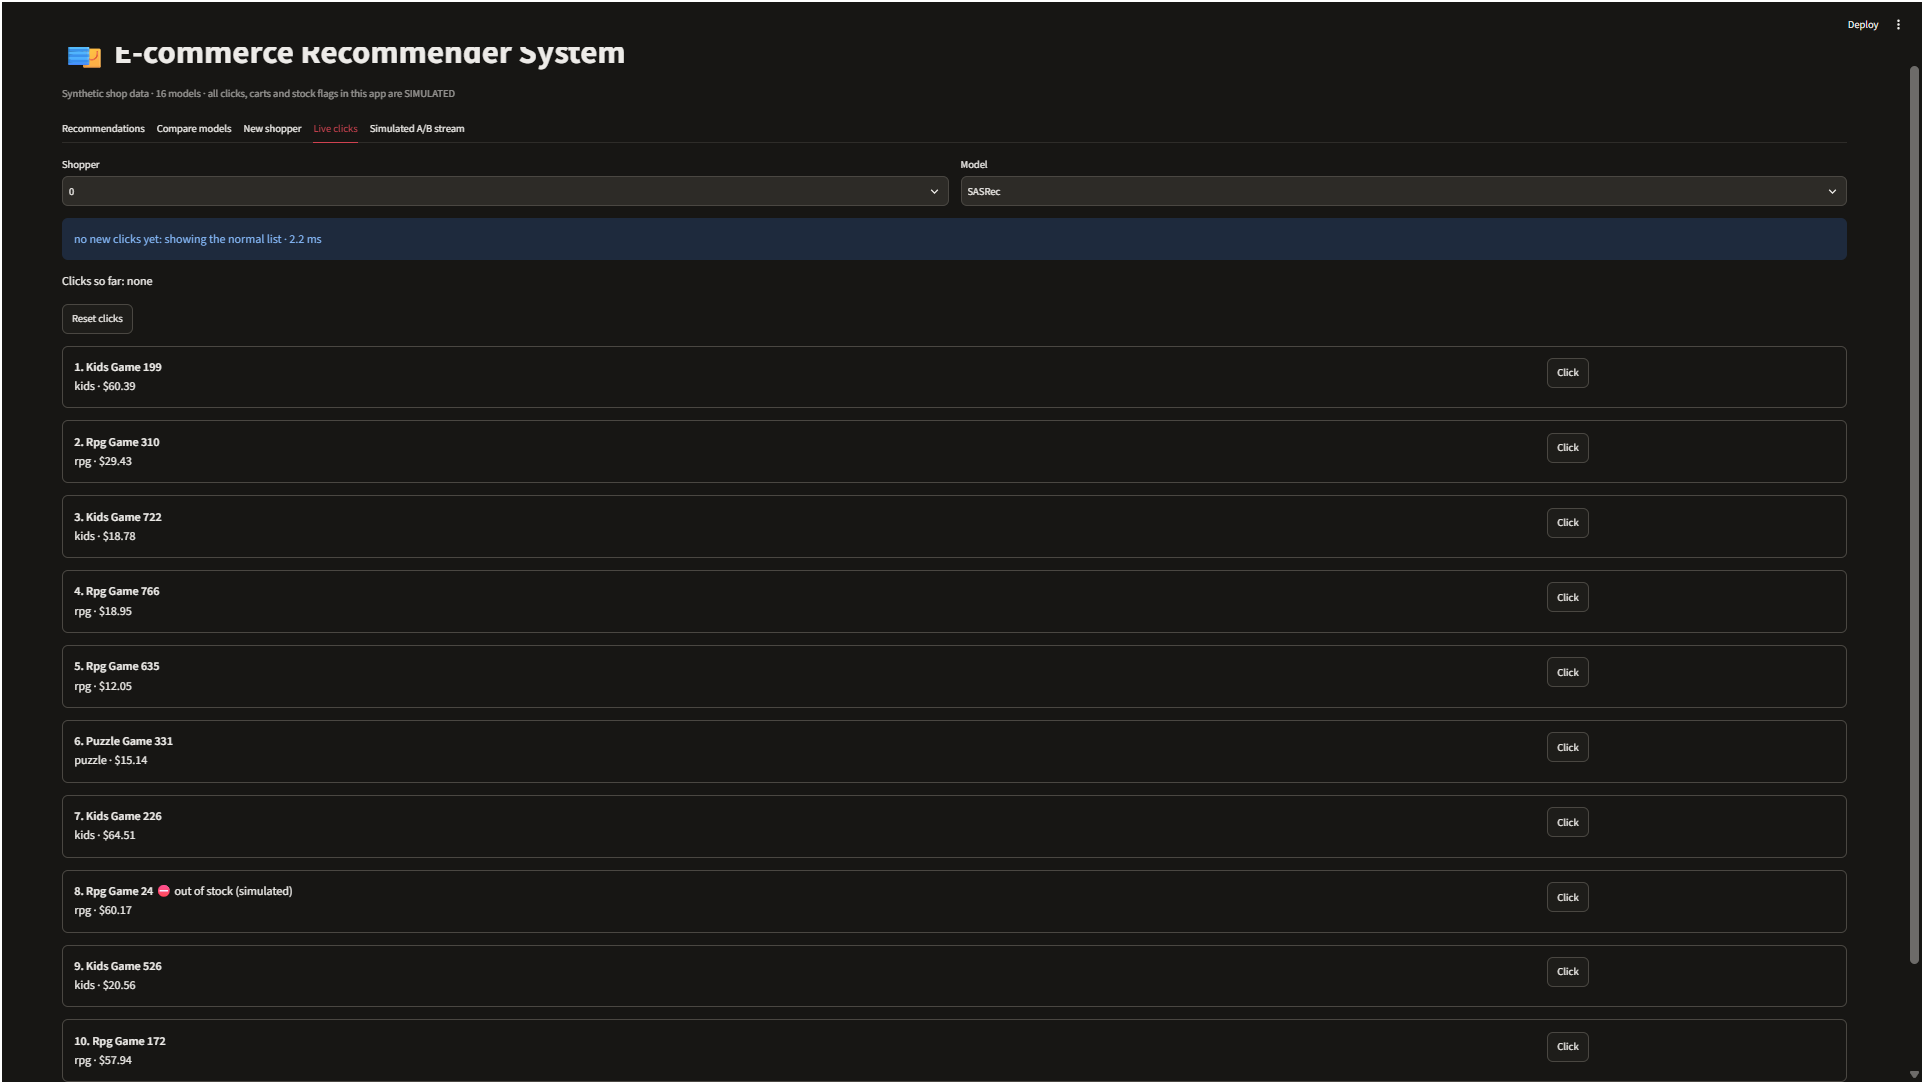 Deploy
E-commerce Recommender System
Synthetic shop data · 16 models · all clicks, carts and stock flags in this app are SIMULATED
Recommendations Compare models New shopper Live clicks Simulated A/B stream
Shopper Model
0 SASRec
no new clicks yet: showing the normal list · 2.2 ms
Clicks so far: none
Reset clicks
1. Kids Game 199
kids · $60.39
Click
2. Rpg Game 310
rpg · $29.43
Click
3. Kids Game 722
kids · $18.78
Click
4. Rpg Game 766
rpg · $18.95
Click
5. Rpg Game 635
rpg · $12.05
Click
6. Puzzle Game 331
puzzle · $15.14
Click
7. Kids Game 226
kids · $64.51
Click
8. Rpg Game 24 ⛔ out of stock (simulated)
rpg · $60.17
Click
9. Kids Game 526
kids · $20.56
Click
10. Rpg Game 172
rpg · $57.94
Click